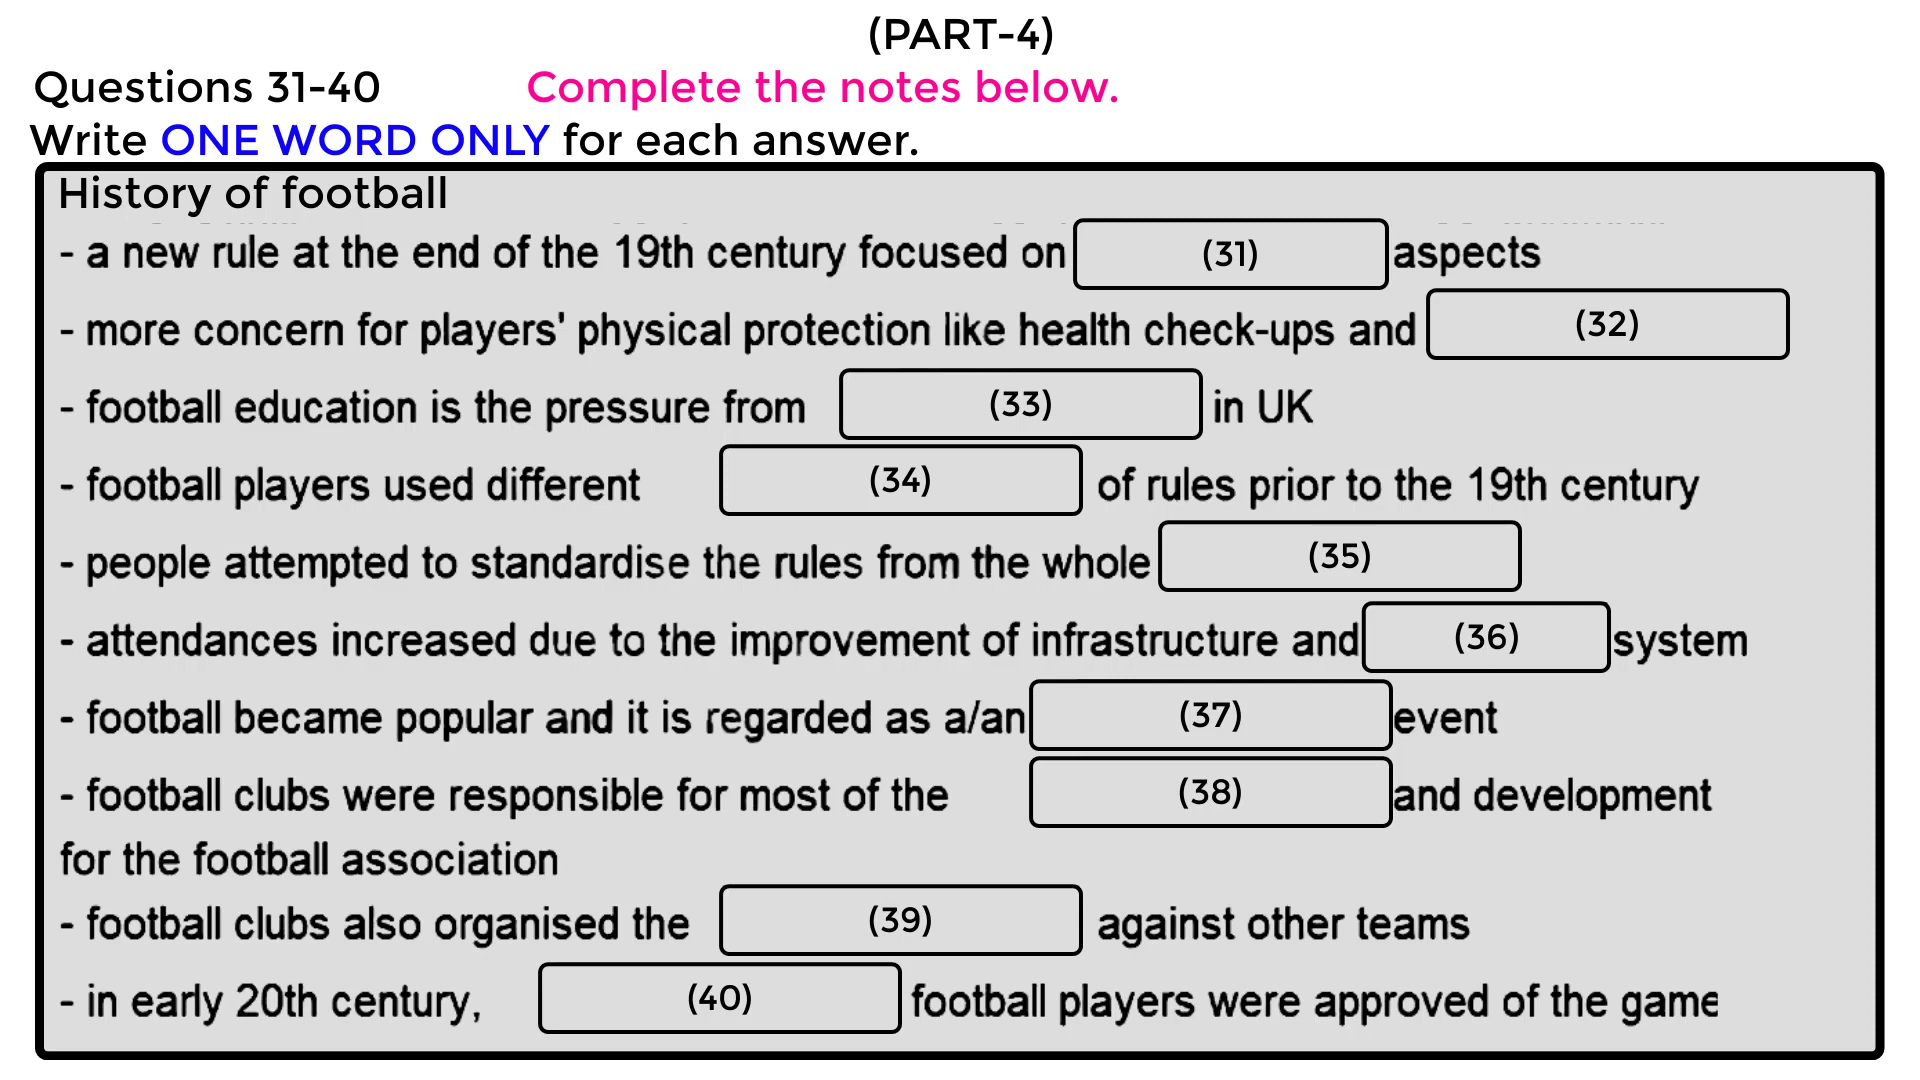 (PART-4)
Questions 31-40 Complete the notes below.
Write ONE WORD ONLY for each answer.
History of football
- a new rule at the end of the 19th century focused on (31) aspects
- more concern for players' physical protection like health check-ups and (32)
- football education is the pressure from (33) in UK
- football players used different (34) of rules prior to the 19th century
- people attempted to standardise the rules from the whole (35)
- attendances increased due to the improvement of infrastructure and (36) system
- football became popular and it is regarded as a/an (37) event
- football clubs were responsible for most of the (38) and development
for the football association
- football clubs also organised the (39) against other teams
- in early 20th century, (40) football players were approved of the game